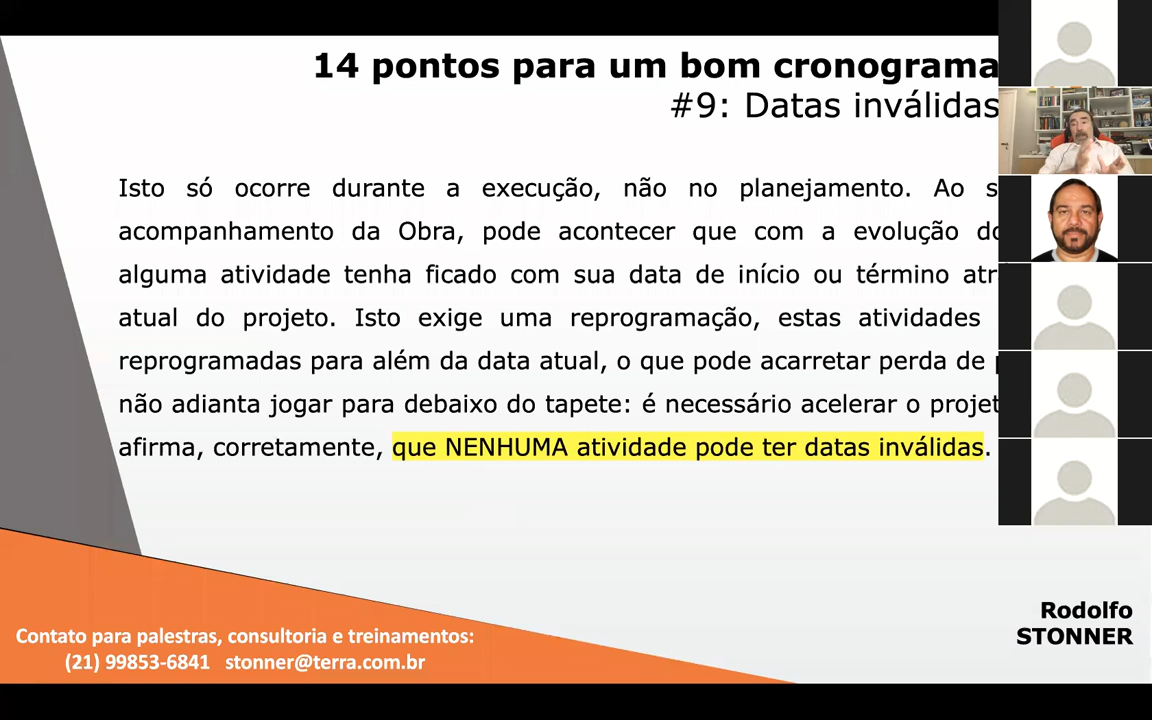 14 pontos para um bom cronograma
#9: Datas inválidas
Isto só ocorre durante a execução, não no planejamento. Ao
acompanhamento da Obra, pode acontecer que com a evolução
alguma atividade tenha ficado com sua data de início ou término
atual do projeto. Isto exige uma reprogramação, estas atividades
reprogramadas para além da data atual, o que pode acarretar perda de
não adianta jogar para debaixo do tapete: é necessário acelerar o
afirma, corretamente, que NENHUMA atividade pode ter datas inválidas.
Rodolfo
STONNER
Contato para palestras, consultoria e treinamentos:
(21) 99853-6841 stonner@terra.com.br